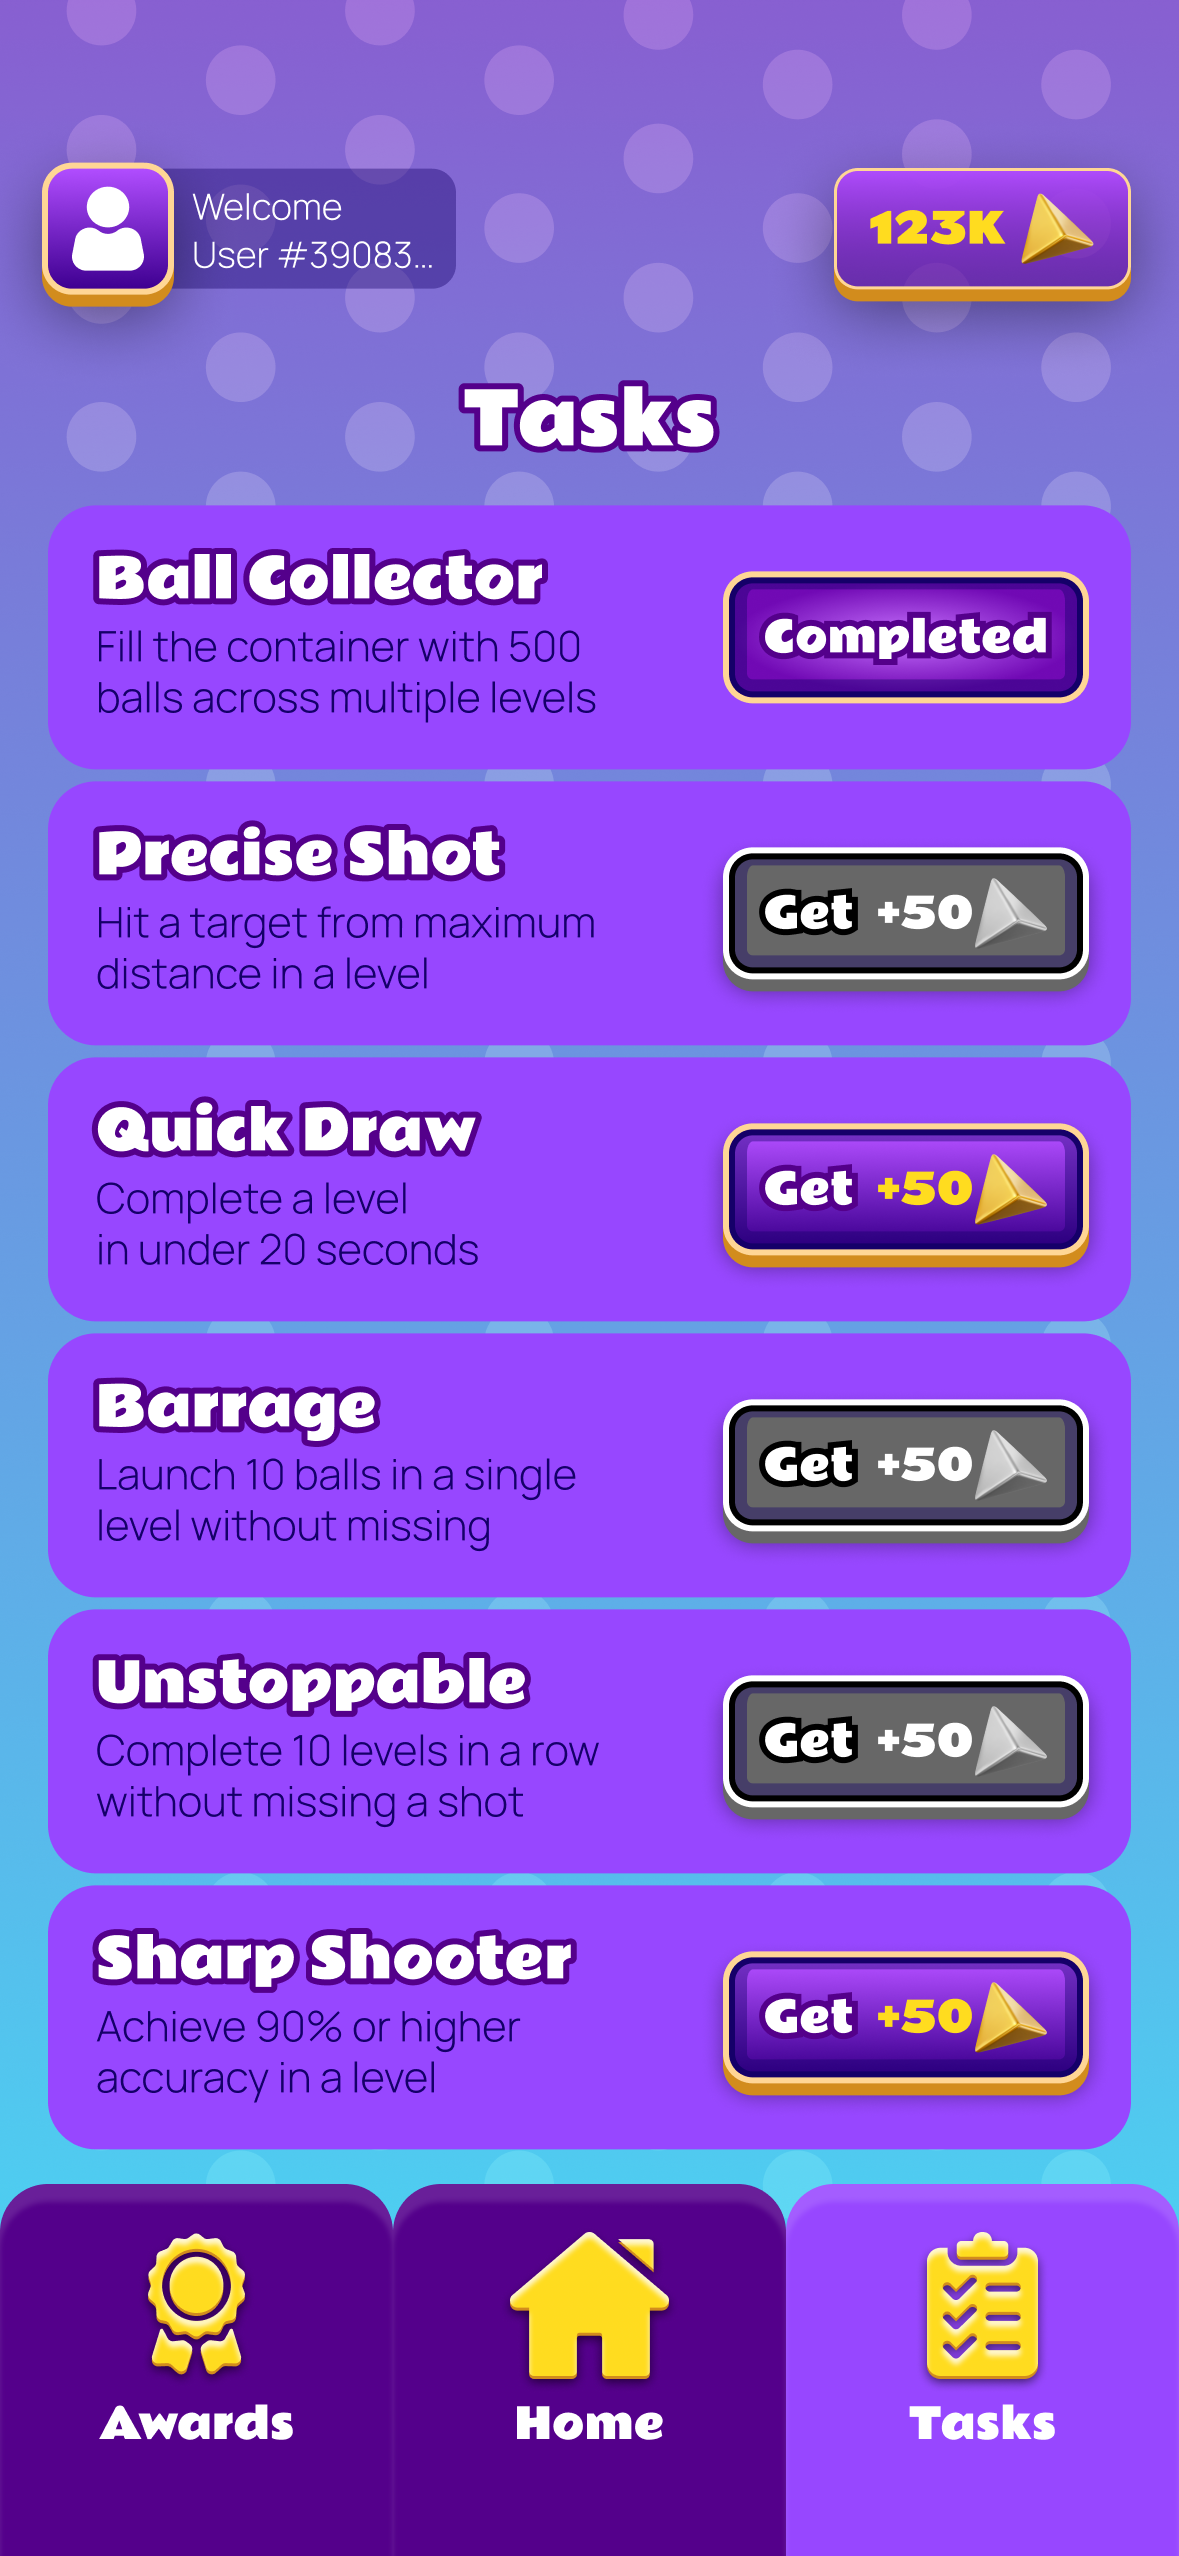 Welcome
User #39083...
123K
Tasks
Ball Collector
Fill the container with 500
balls across multiple levels
Completed
Precise Shot
Hit a target from maximum
distance in a level
Get +50
Quick Draw
Complete a level
in under 20 seconds
Get +50
Barrage
Launch 10 balls in a single
level without missing
Get +50
Unstoppable
Complete 10 levels in a row
without missing a shot
Get +50
Sharp Shooter
Achieve 90% or higher
accuracy in a level
Get +50
Awards
Home
Tasks